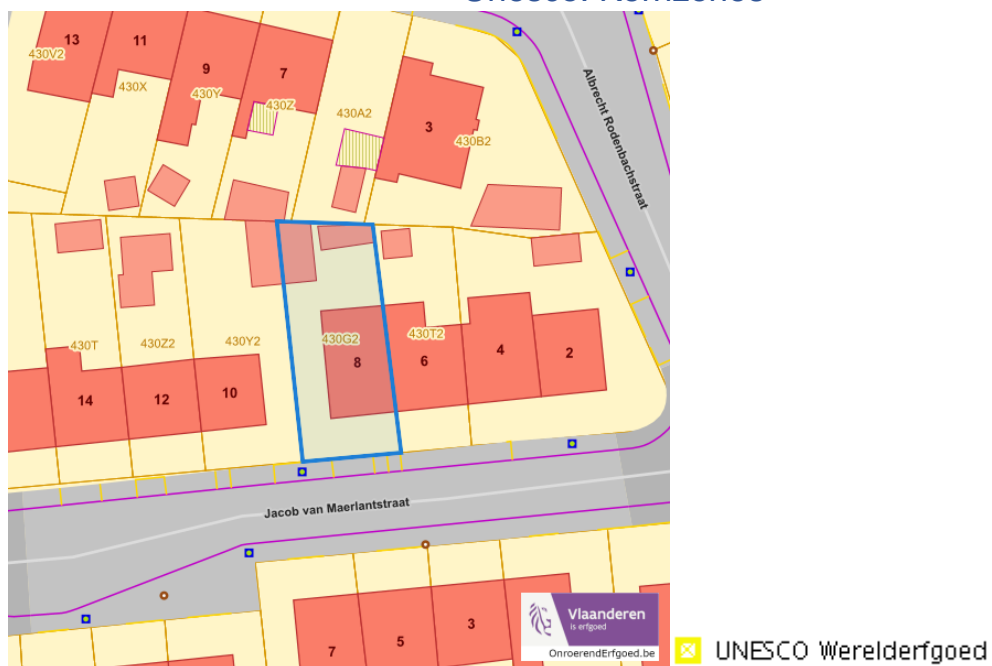 13
11
9
7
3
430V2
430X
430Y
430Z
430A2
430B2
Albrecht Rodenbachstraat
430T
430Z2
430Y2
430G2
430T2
14
12
10
8
6
4
2
Jacob van Maerlantstraat
7
5
3
Vlaanderen
is erfgoed
OnroerendErfgoed.be
UNESCO Werelderfgoed